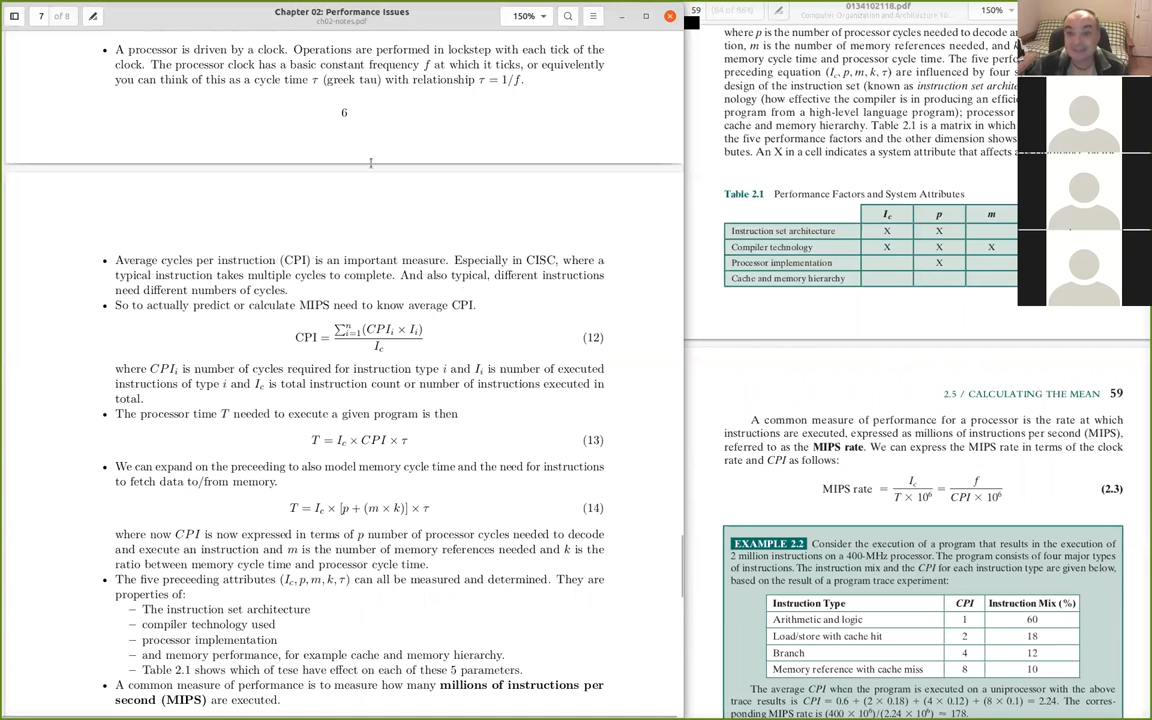 7 of 8
Chapter 02: Performance Issues
ch02-notes.pdf
150%
• A processor is driven by a clock. Operations are performed in lockstep with each tick of the
clock. The processor clock has a basic constant frequency f at which it ticks, or equivelently
you can think of this as a cycle time τ (greek tau) with relationship τ = 1/f.
6
• Average cycles per instruction (CPI) is an important measure. Especially in CISC, where a
typical instruction takes multiple cycles to complete. And also typical, different instructions
need different numbers of cycles.
• So to actually predict or calculate MIPS need to know average CPI.
CPI = ∑ⁿᵢ₌₁(CPIᵢ × Iᵢ) / I_c (12)
where CPIᵢ is number of cycles required for instruction type i and Iᵢ is number of executed
instructions of type i and I_c is total instruction count or number of instructions executed in
total.
• The processor time T needed to execute a given program is then
T = I_c × CPI × τ (13)
• We can expand on the preceeding to also model memory cycle time and the need for instructions
to fetch data to/from memory.
T = I_c × [p + (m × k)] × τ (14)
where now CPI is now expressed in terms of p number of processor cycles needed to decode
and execute an instruction and m is the number of memory references needed and k is the
ratio between memory cycle time and processor cycle time.
• The five preceeding attributes (I_c, p, m, k, τ) can all be measured and determined. They are
properties of:
– The instruction set architecture
– compiler technology used
– processor implementation
– and memory performance, for example cache and memory hierarchy.
– Table 2.1 shows which of tese have effect on each of these 5 parameters.
• A common measure of performance is to measure how many millions of instructions per
second (MIPS) are executed.
59 (84 of 864)
0134102118.pdf
Computer Organization and Architecture 10
150%
where p is the number of processor cycles needed to decode a
tion, m is the number of memory references needed, and k
memory cycle time and processor cycle time. The five perfo
preceding equation (I_c, p, m, k, τ) are influenced by four s
design of the instruction set (known as instruction set archite
nology (how effective the compiler is in producing an effici
program from a high-level language program); processor
cache and memory hierarchy. Table 2.1 is a matrix in which
the five performance factors and the other dimension shows
butes. An X in a cell indicates a system attribute that affects
Table 2.1 Performance Factors and System Attributes
I_c p m
Instruction set architecture X X
Compiler technology X X X
Processor implementation X
Cache and memory hierarchy
2.5 / CALCULATING THE MEAN 59
A common measure of performance for a processor is the rate at which
instructions are executed, expressed as millions of instructions per second (MIPS),
referred to as the MIPS rate. We can express the MIPS rate in terms of the clock
rate and CPI as follows:
MIPS rate = I_c / (T × 10⁶) = f / (CPI × 10⁶) (2.3)
EXAMPLE 2.2 Consider the execution of a program that results in the execution of
2 million instructions on a 400-MHz processor. The program consists of four major types
of instructions. The instruction mix and the CPI for each instruction type are given below,
based on the result of a program trace experiment:
Instruction Type CPI Instruction Mix (%)
Arithmetic and logic 1 60
Load/store with cache hit 2 18
Branch 4 12
Memory reference with cache miss 8 10
The average CPI when the program is executed on a uniprocessor with the above
trace results is CPI = 0.6 + (2 × 0.18) + (4 × 0.12) + (8 × 0.1) = 2.24. The corres-
ponding MIPS rate is (400 × 10⁶)/(2.24 × 10⁶) ≈ 178.